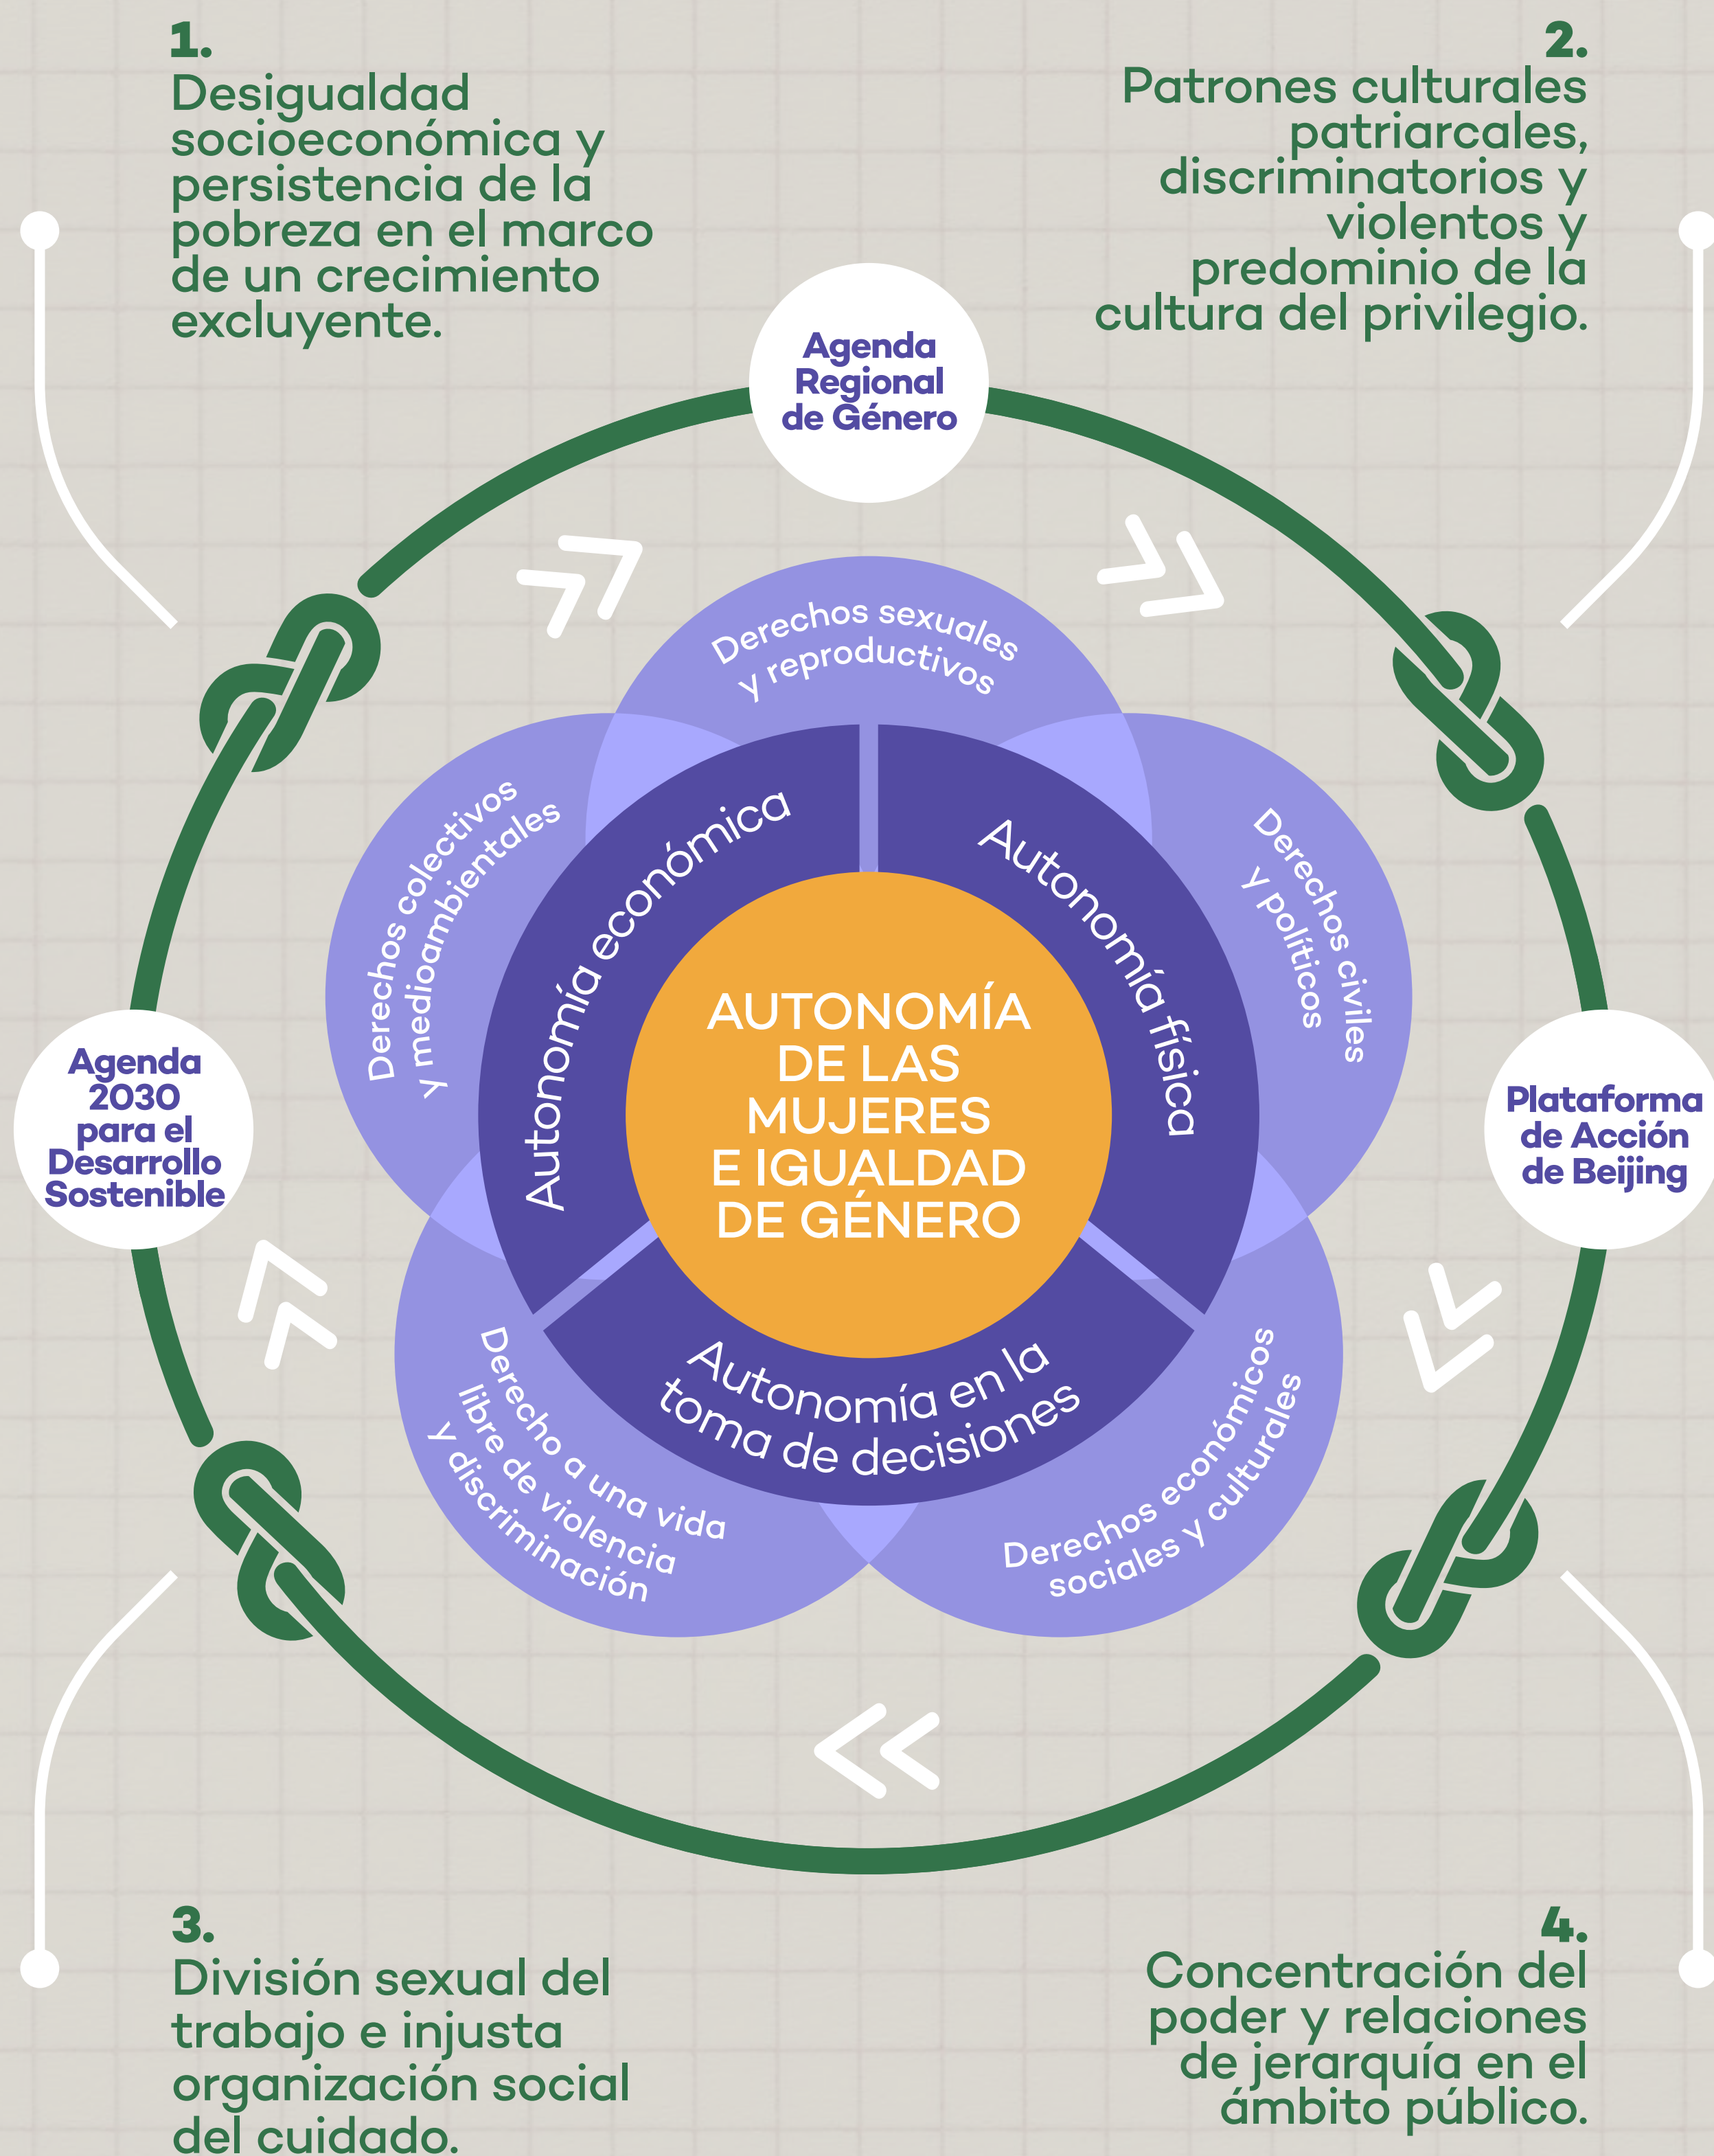 1.
Desigualdad
socioeconómica y
persistencia de la
pobreza en el marco
de un crecimiento
excluyente.
2.
Patrones culturales
patriarcales,
discriminatorios y
violentos y
predominio de la
cultura del privilegio.
Agenda
Regional
de Género
Derechos sexuales
y reproductivos
Derechos colectivos
y medioambientales
Derechos civiles
y políticos
Autonomía económica
Autonomía física
AUTONOMÍA
DE LAS
MUJERES
E IGUALDAD
DE GÉNERO
Agenda
2030
para el
Desarrollo
Sostenible
Plataforma
de Acción
de Beijing
Autonomía en la
toma de decisiones
Derecho a una vida
libre de violencia
y discriminación
Derechos económicos
sociales y culturales
3.
División sexual del
trabajo e injusta
organización social
del cuidado.
4.
Concentración del
poder y relaciones
de jerarquía en el
ámbito público.